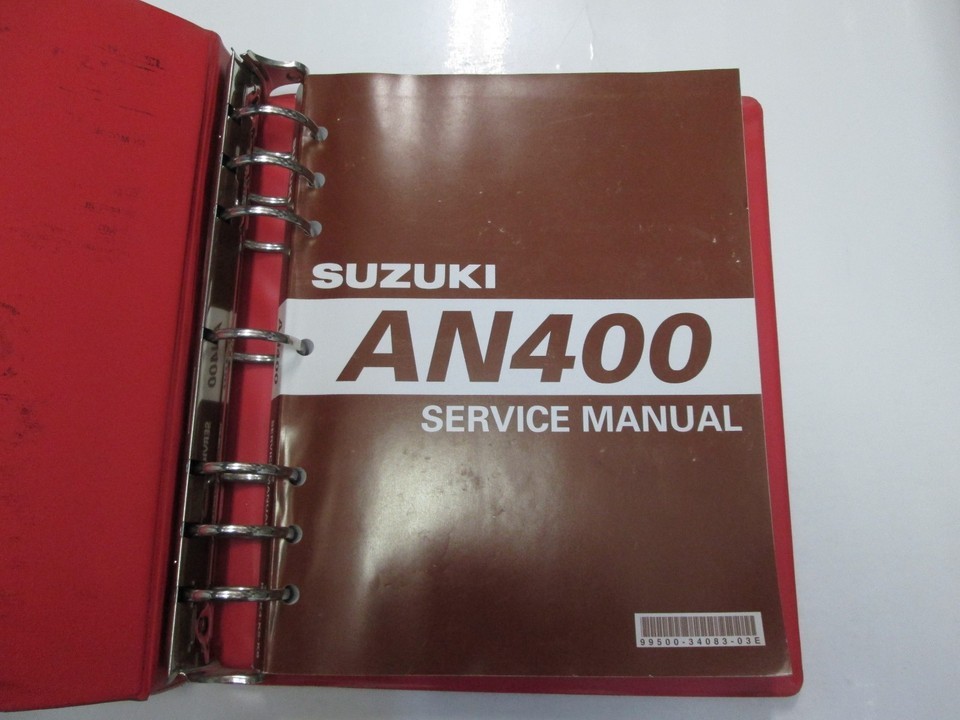 SUZUKI
AN400
SERVICE MANUAL
99500-34083-03E